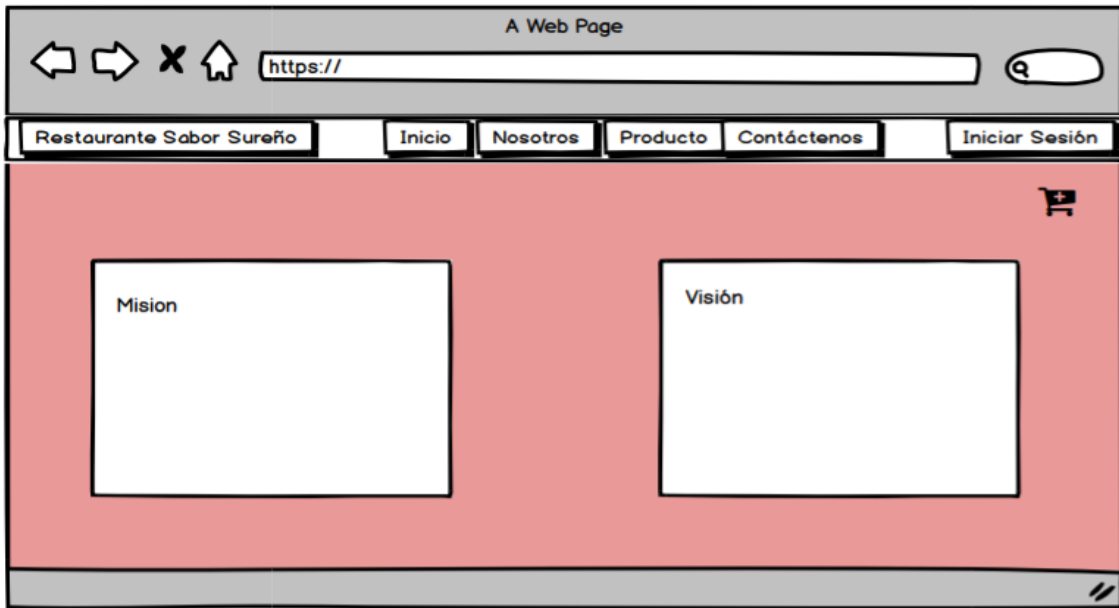 A Web Page
https://
Restaurante Sabor Sureño Inicio Nosotros Producto Contáctenos Iniciar Sesión
Mision
Visión